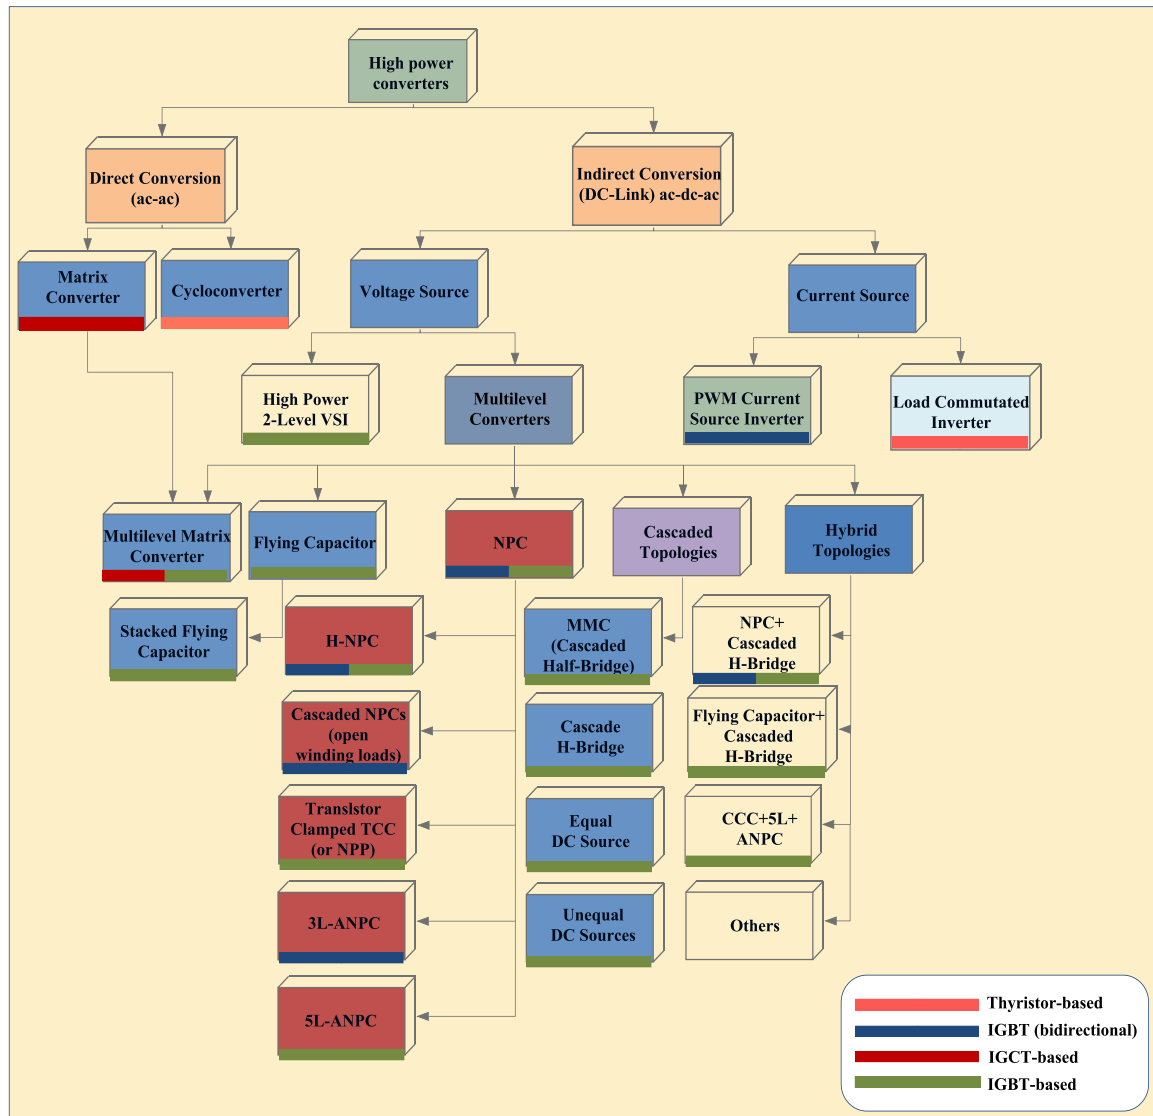 High power
converters
Direct Conversion
(ac-ac)
Indirect Conversion
(DC-Link) ac-dc-ac
Matrix
Converter
Cycloconverter
Voltage Source
Current Source
High Power
2-Level VSI
Multilevel
Converters
PWM Current
Source Inverter
Load Commutated
Inverter
Multilevel Matrix
Converter
Flying Capacitor
NPC
Cascaded
Topologies
Hybrid
Topologies
Stacked Flying
Capacitor
H-NPC
MMC
(Cascaded
Half-Bridge)
NPC+
Cascaded
H-Bridge
Cascaded NPCs
(open
winding loads)
Cascade
H-Bridge
Flying Capacitor+
Cascaded
H-Bridge
Translstor
Clamped TCC
(or NPP)
Equal
DC Source
CCC+5L+
ANPC
3L-ANPC
Unequal
DC Sources
Others
5L-ANPC
Thyristor-based
IGBT (bidirectional)
IGCT-based
IGBT-based